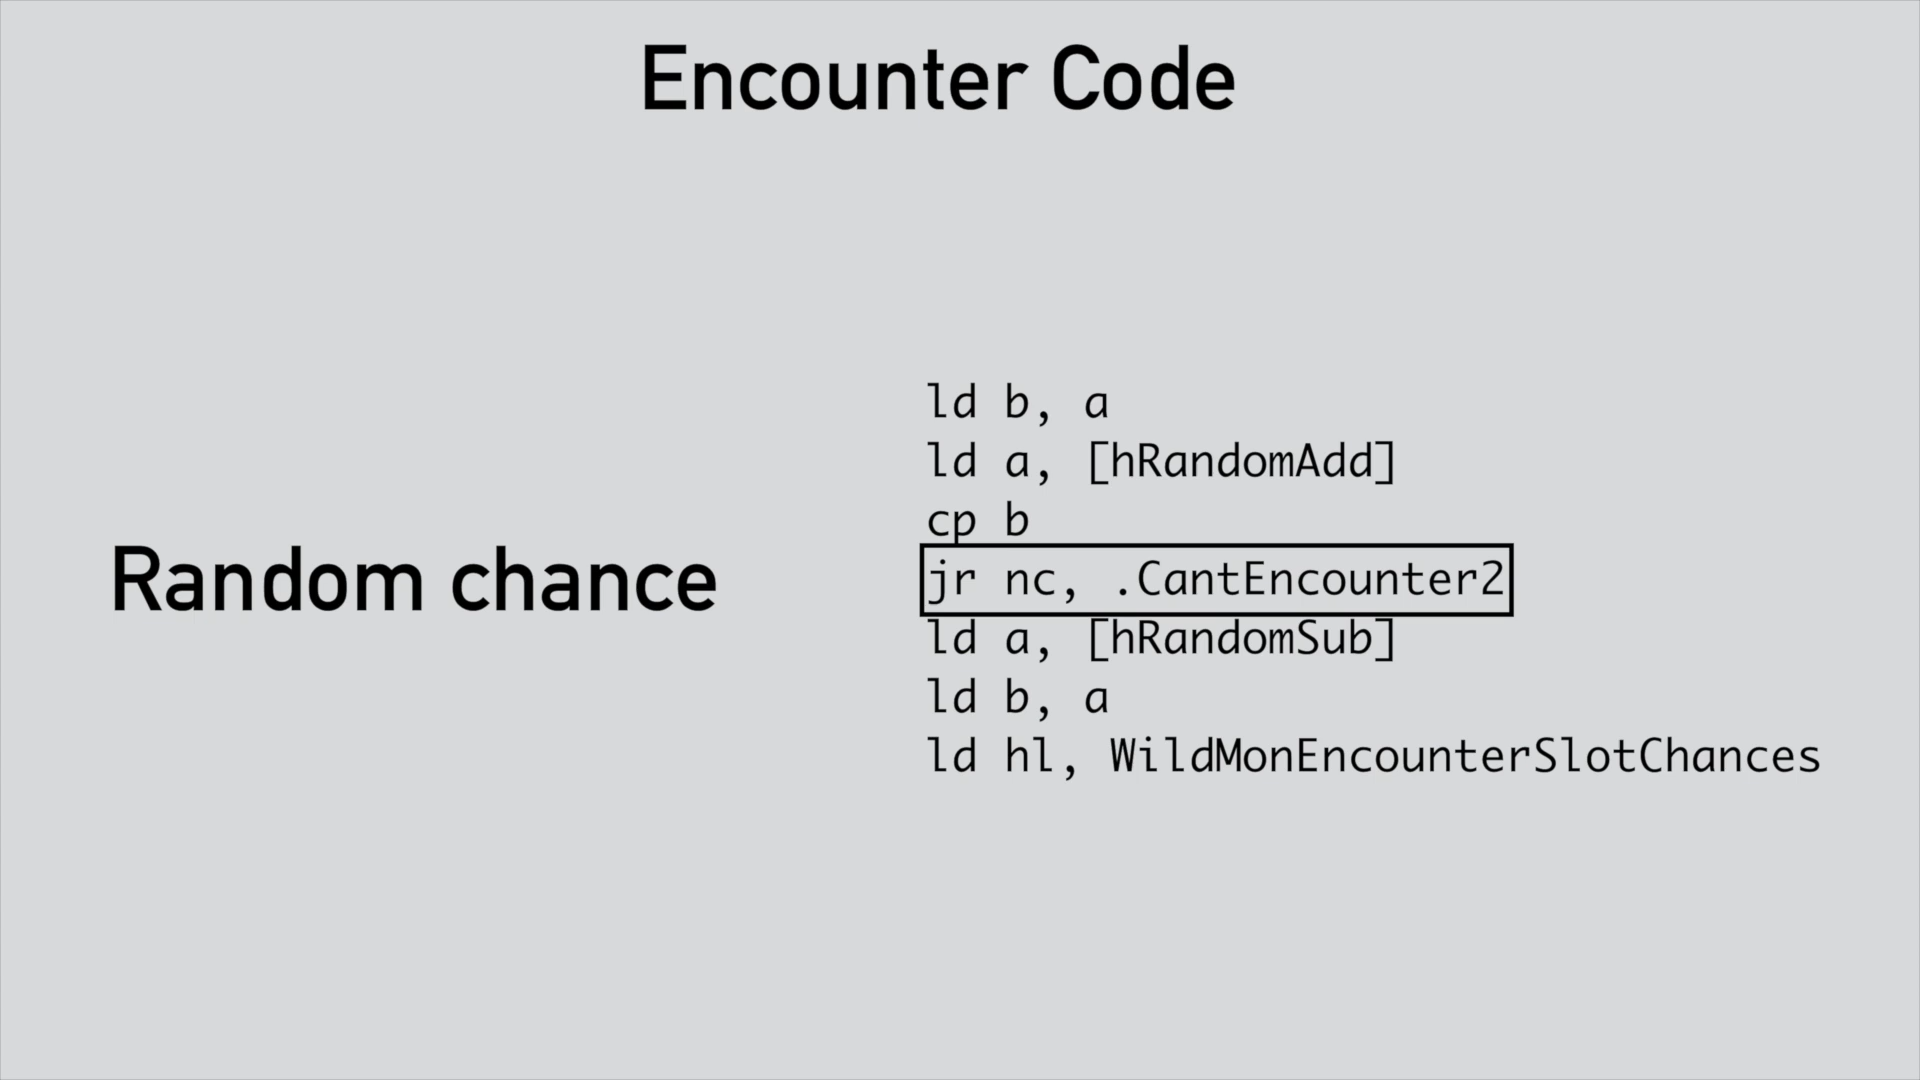 Encounter Code
Random chance
ld b, a
ld a, [hRandomAdd]
cp b
jr nc, .CantEncounter2
ld a, [hRandomSub]
ld b, a
ld hl, WildMonEncounterSlotChances